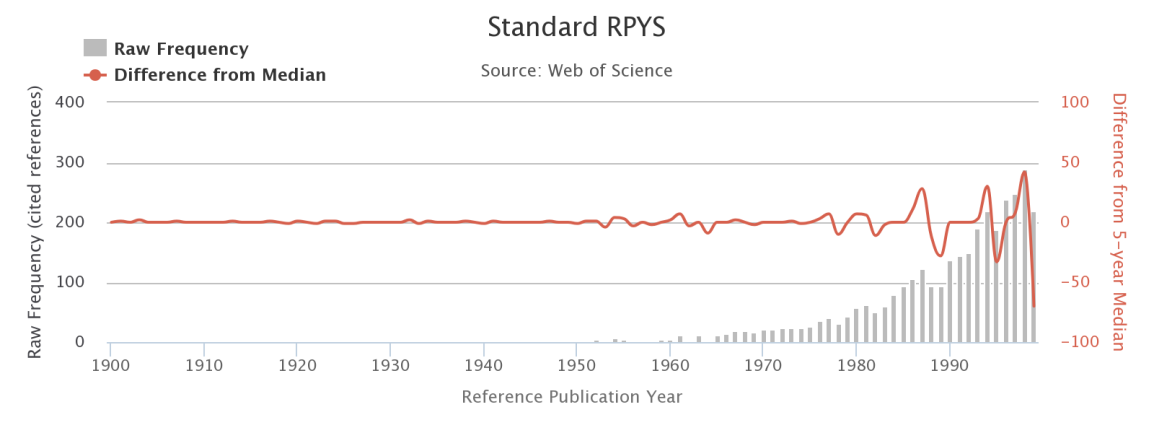 Standard RPYS
Raw Frequency
Difference from Median
Source: Web of Science
Raw Frequency (cited references)
400
300
200
100
0
100
50
0
−50
−100
Difference from 5−year Median
1900 1910 1920 1930 1940 1950 1960 1970 1980 1990
Reference Publication Year